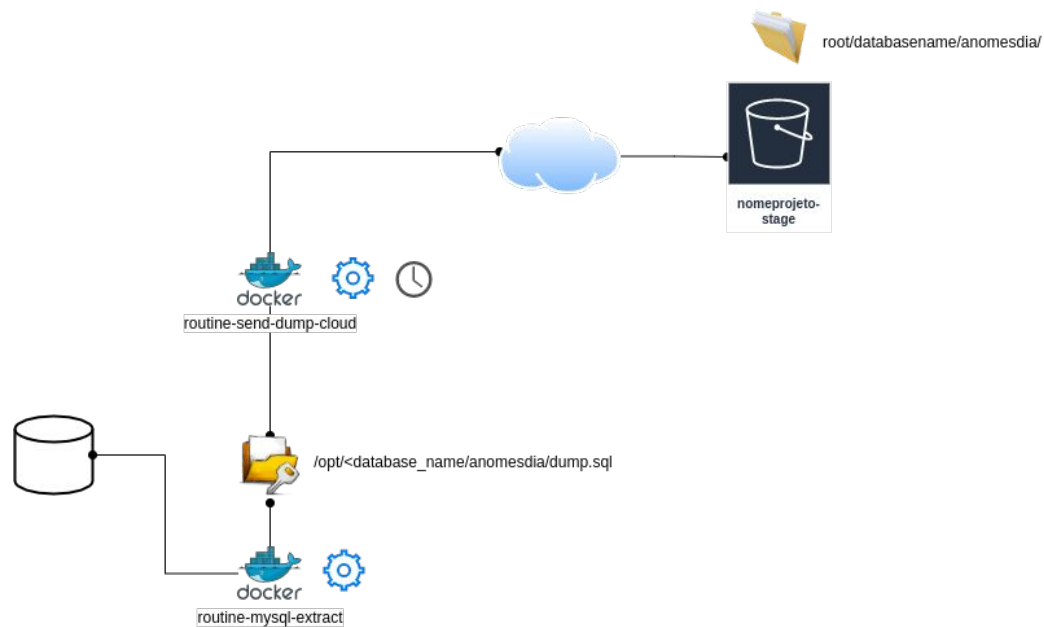 root/databasename/anomesdia/
nomeprojeto-
stage
docker
routine-send-dump-cloud
/opt/<database_name/anomesdia/dump.sql
docker
routine-mysql-extract